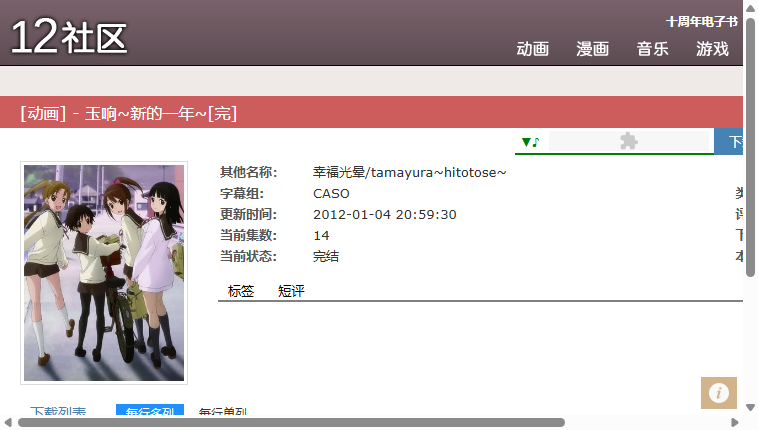 12社区
十周年电子书
动画 漫画 音乐 游戏
[动画] - 玉响~新的一年~[完]
▼♪
其他名称: 幸福光晕/tamayura~hitotose~
字幕组: CASO
更新时间: 2012-01-04 20:59:30
当前集数: 14
当前状态: 完结
标签 短评
下载列表 每行多列 每行单列